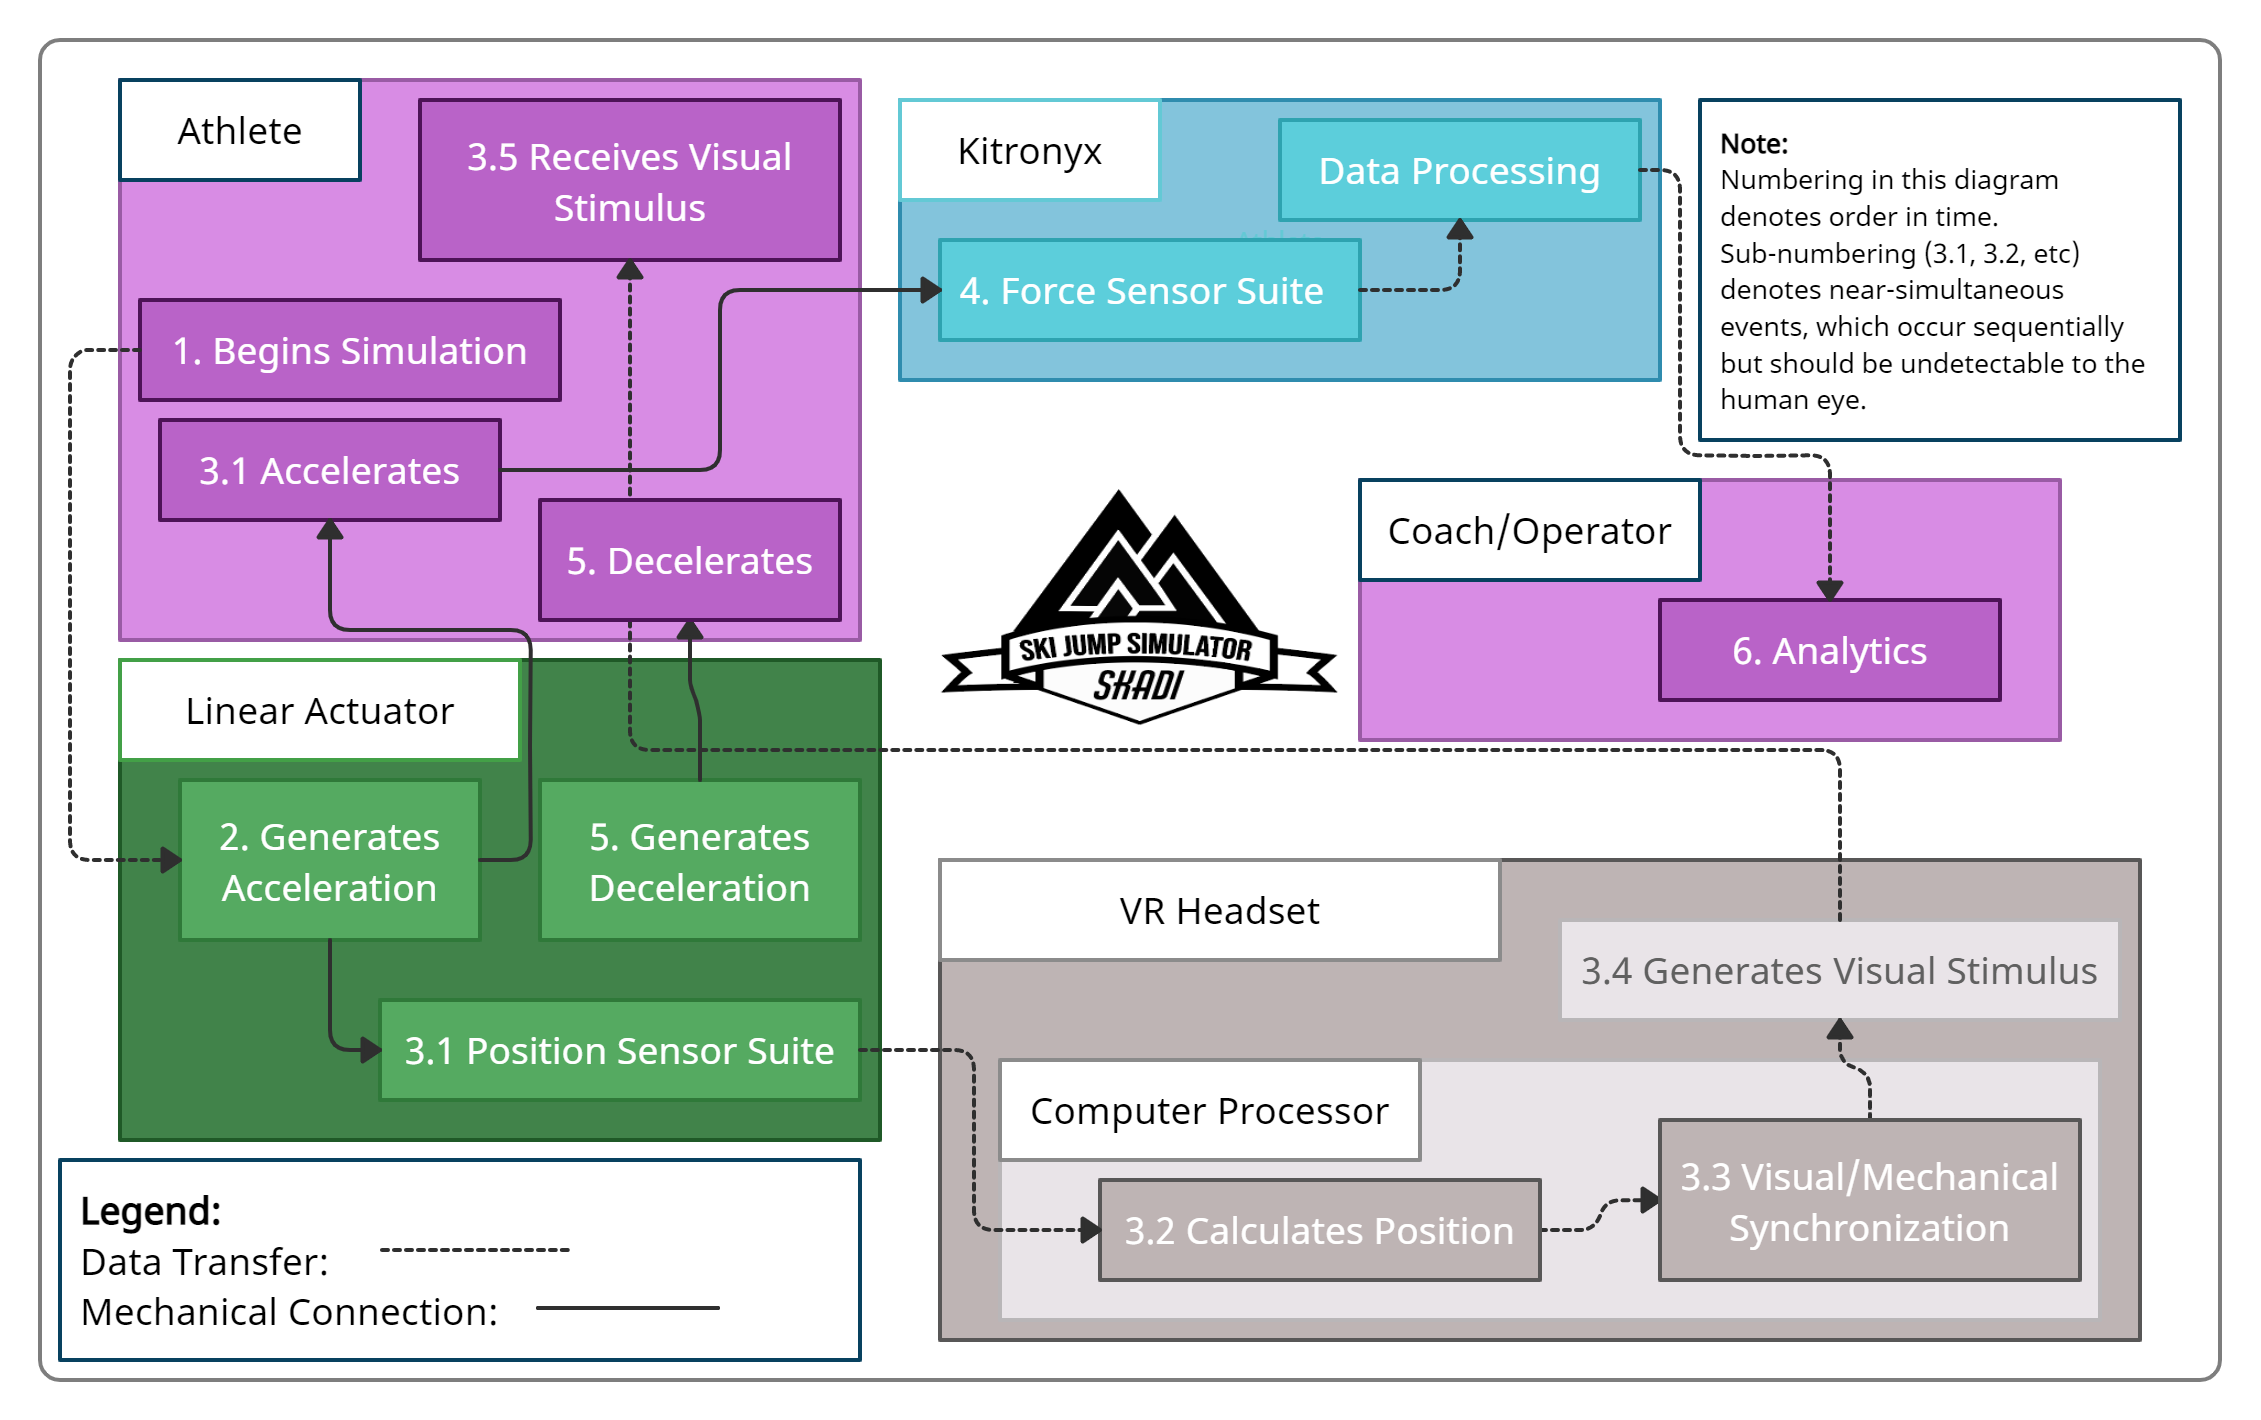 Athlete
3.5 Receives Visual
Stimulus
1. Begins Simulation
3.1 Accelerates
5. Decelerates
Kitronyx
Data Processing
4. Force Sensor Suite
Note:
Numbering in this diagram
denotes order in time.
Sub-numbering (3.1, 3.2, etc)
denotes near-simultaneous
events, which occur sequentially
but should be undetectable to the
human eye.
Coach/Operator
6. Analytics
SKI JUMP SIMULATOR
SKADI
Linear Actuator
2. Generates
Acceleration
5. Generates
Deceleration
3.1 Position Sensor Suite
VR Headset
3.4 Generates Visual Stimulus
Computer Processor
3.2 Calculates Position
3.3 Visual/Mechanical
Synchronization
Legend:
Data Transfer:
Mechanical Connection: